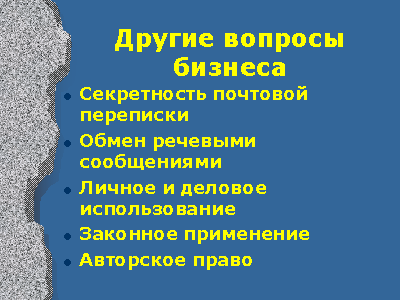 Другие вопросы
бизнеса
Секретность почтовой
переписки
Обмен речевыми
сообщениями
Личное и деловое
использование
Законное применение
Авторское право